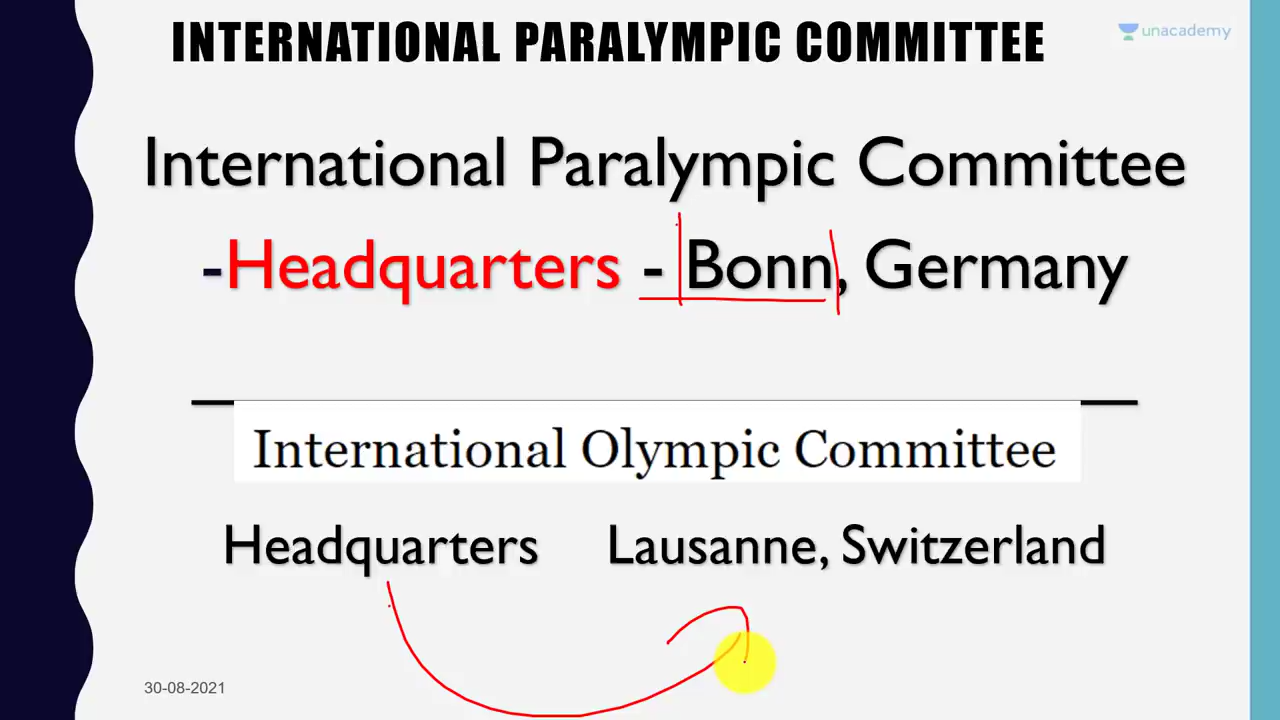 INTERNATIONAL PARALYMPIC COMMITTEE
unacademy
International Paralympic Committee
-Headquarters - Bonn, Germany
International Olympic Committee
Headquarters Lausanne, Switzerland
30-08-2021